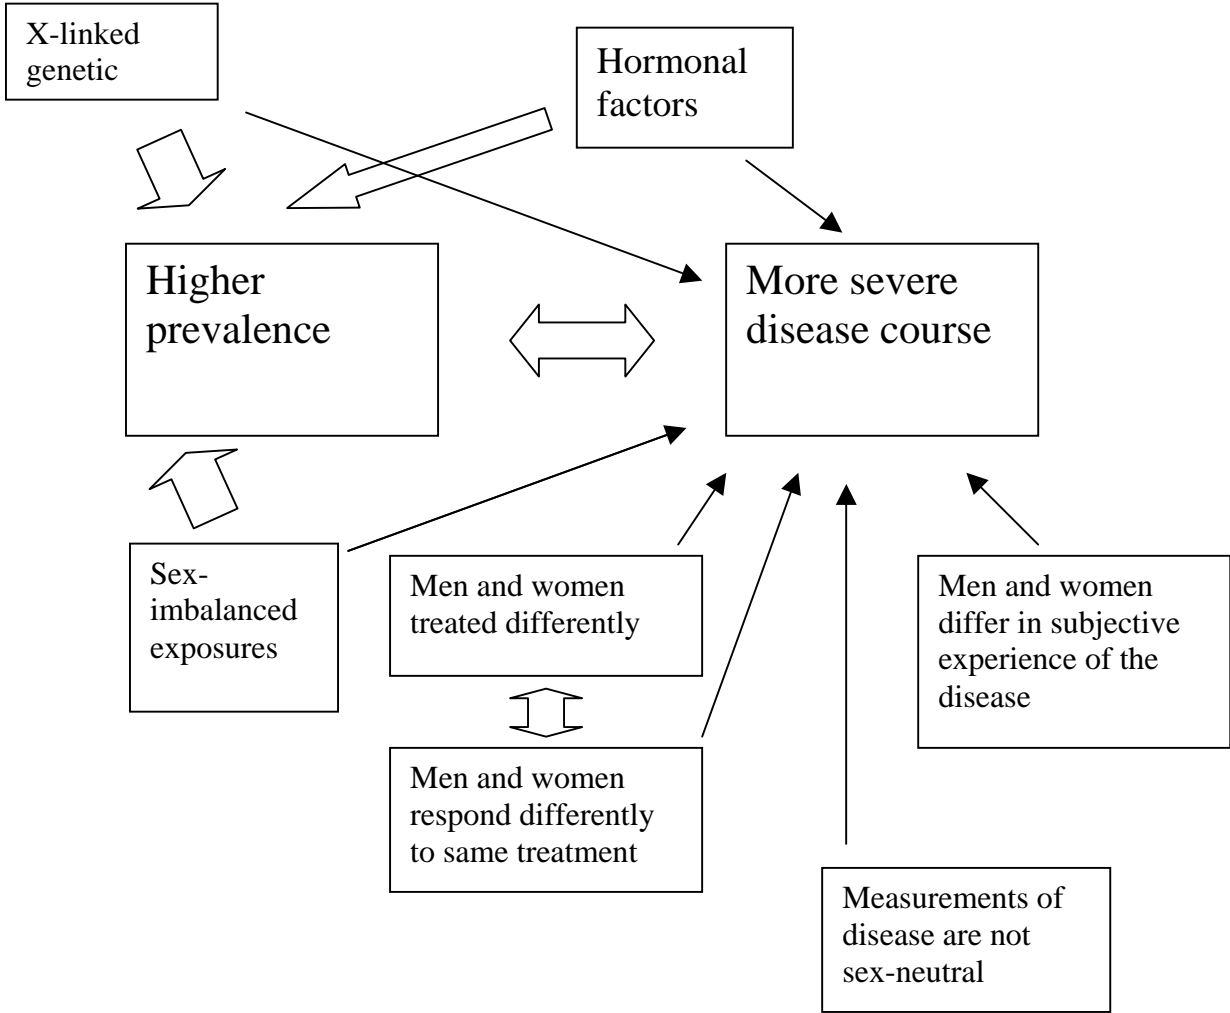 X-linked
genetic
Hormonal
factors
Higher
prevalence
More severe
disease course
Sex-
imbalanced
exposures
Men and women
treated differently
Men and women
differ in subjective
experience of the
disease
Men and women
respond differently
to same treatment
Measurements of
disease are not
sex-neutral